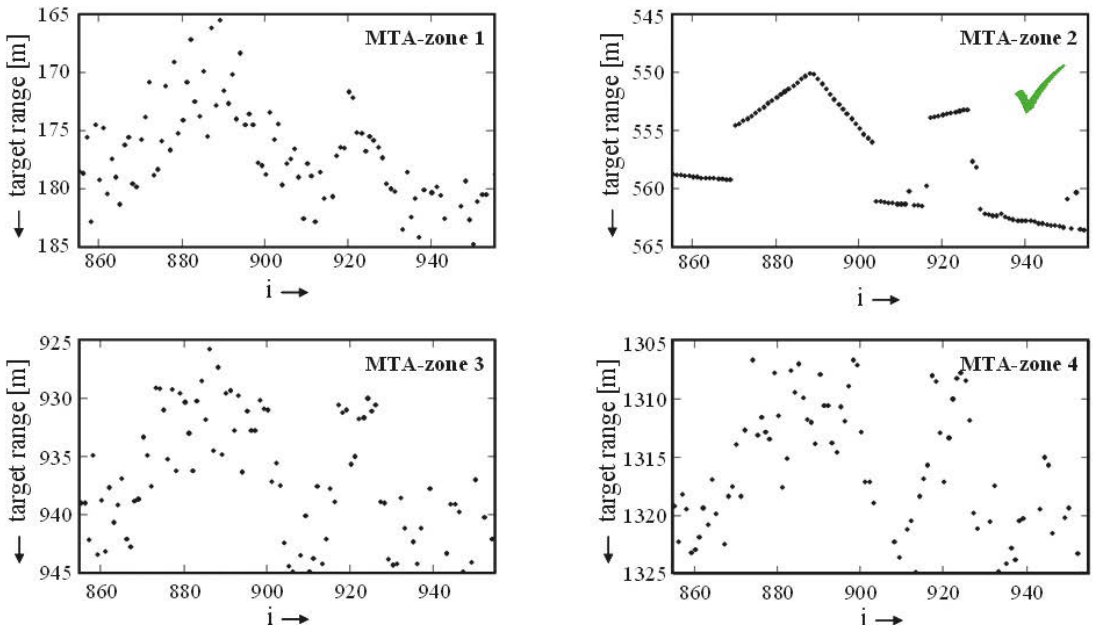 MTA-zone 1
target range [m]
165
170
175
180
185
860 880 900 920 940
i
MTA-zone 2
target range [m]
545
550
555
560
565
860 880 900 920 940
i
MTA-zone 3
target range [m]
925
930
935
940
945
860 880 900 920 940
i
MTA-zone 4
target range [m]
1305
1310
1315
1320
1325
860 880 900 920 940
i